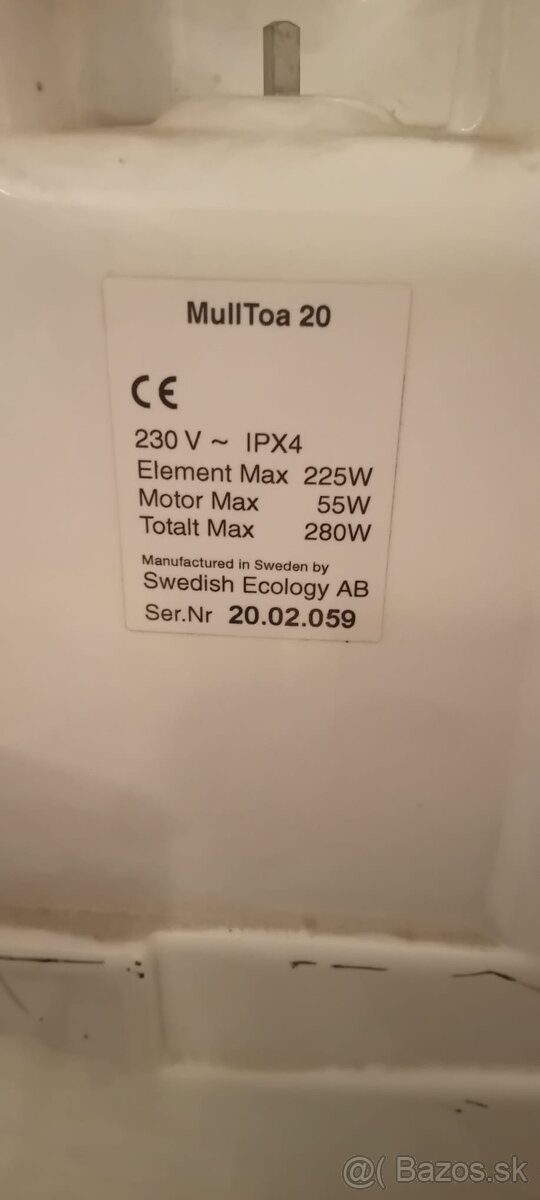 MullToa 20
CE
230 V ~ IPX4
Element Max 225W
Motor Max 55W
Totalt Max 280W
Manufactured in Sweden by
Swedish Ecology AB
Ser.Nr 20.02.059
@( Bazos.sk